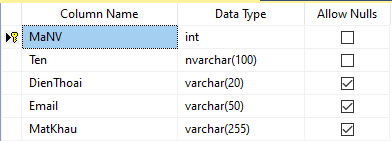 Column Name Data Type Allow Nulls
MaNV int
Ten nvarchar(100)
DienThoai varchar(20)
Email varchar(50)
MatKhau varchar(255)